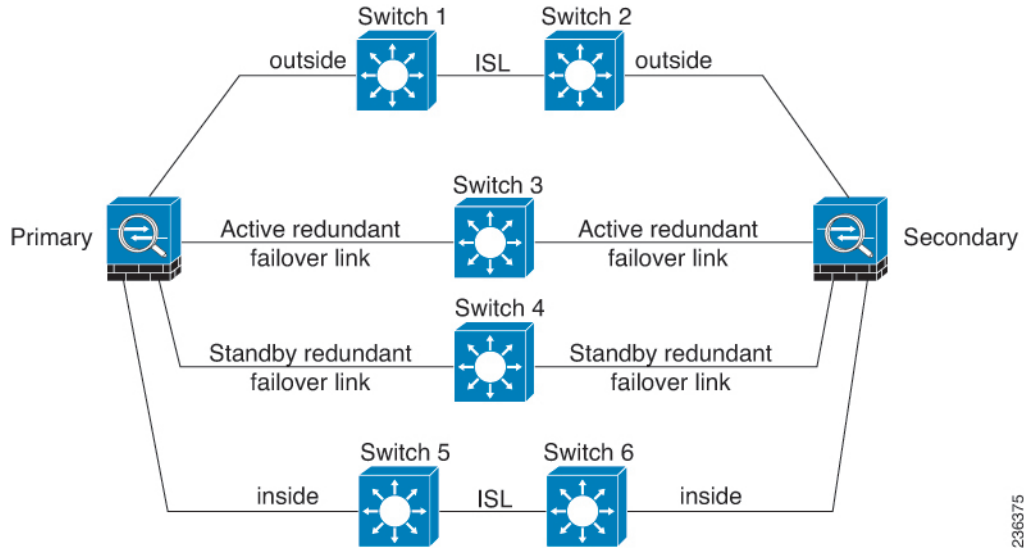 Switch 1
Switch 2
outside
ISL
outside
Switch 3
Primary
Active redundant
failover link
Active redundant
failover link
Secondary
Switch 4
Standby redundant
failover link
Standby redundant
failover link
Switch 5
Switch 6
inside
ISL
inside
236375